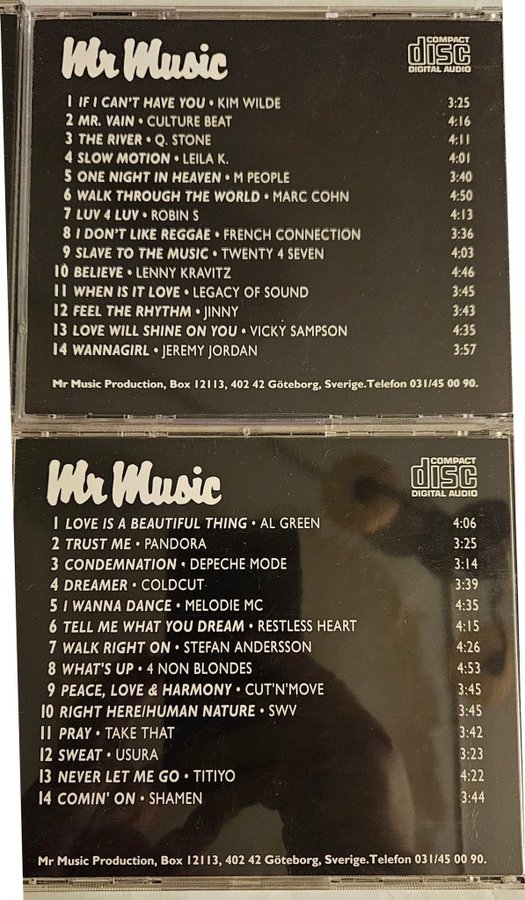 Mr Music
COMPACT
disc
DIGITAL AUDIO
1 IF I CAN'T HAVE YOU • KIM WILDE 3:25
2 MR. VAIN • CULTURE BEAT 4:16
3 THE RIVER • Q. STONE 4:11
4 SLOW MOTION • LEILA K. 4:01
5 ONE NIGHT IN HEAVEN • M PEOPLE 3:40
6 WALK THROUGH THE WORLD • MARC COHN 4:50
7 LUV 4 LUV • ROBIN S 4:13
8 I DON'T LIKE REGGAE • FRENCH CONNECTION 3:36
9 SLAVE TO THE MUSIC • TWENTY 4 SEVEN 4:03
10 BELIEVE • LENNY KRAVITZ 4:46
11 WHEN IS IT LOVE • LEGACY OF SOUND 3:45
12 FEEL THE RHYTHM • JINNY 3:43
13 LOVE WILL SHINE ON YOU • VICKY SAMPSON 4:35
14 WANNAGIRL • JEREMY JORDAN 3:57
Mr Music Production, Box 12113, 402 42 Göteborg, Sverige.Telefon 031/45 00 90.
Mr Music
COMPACT
disc
DIGITAL AUDIO
1 LOVE IS A BEAUTIFUL THING • AL GREEN 4:06
2 TRUST ME • PANDORA 3:25
3 CONDEMNATION • DEPECHE MODE 3:14
4 DREAMER • COLDCUT 3:39
5 I WANNA DANCE • MELODIE MC 4:35
6 TELL ME WHAT YOU DREAM • RESTLESS HEART 4:15
7 WALK RIGHT ON • STEFAN ANDERSSON 4:26
8 WHAT'S UP • 4 NON BLONDES 4:53
9 PEACE, LOVE & HARMONY • CUT'N'MOVE 3:45
10 RIGHT HERE/HUMAN NATURE • SWV 3:45
11 PRAY • TAKE THAT 3:42
12 SWEAT • USURA 3:23
13 NEVER LET ME GO • TITIYO 4:22
14 COMIN' ON • SHAMEN 3:44
Mr Music Production, Box 12113, 402 42 Göteborg, Sverige.Telefon 031/45 00 90.